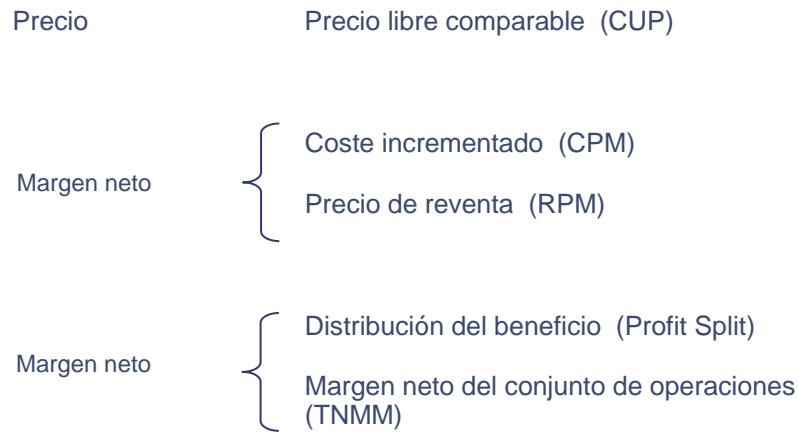 Precio
Precio libre comparable (CUP)
Margen neto
Coste incrementado (CPM)
Precio de reventa (RPM)
Margen neto
Distribución del beneficio (Profit Split)
Margen neto del conjunto de operaciones
(TNMM)